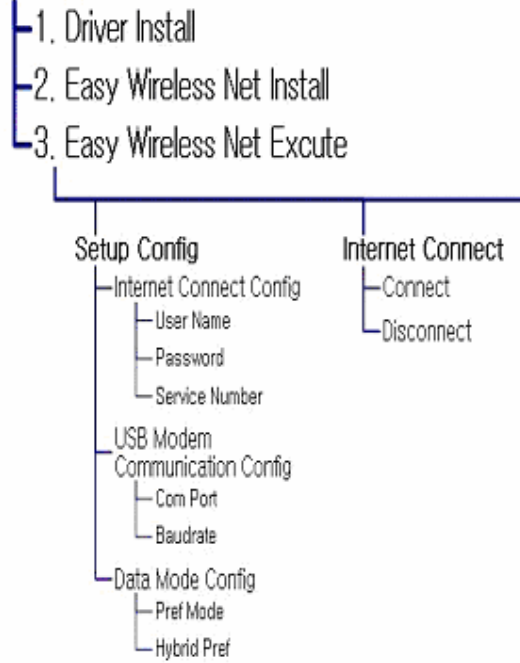 1. Driver Install
2. Easy Wireless Net Install
3. Easy Wireless Net Excute
Setup Config
Internet Connect Config
User Name
Password
Service Number
USB Modem
Communication Config
Com Port
Baudrate
Data Mode Config
Pref Mode
Hybrid Pref
Internet Connect
Connect
Disconnect